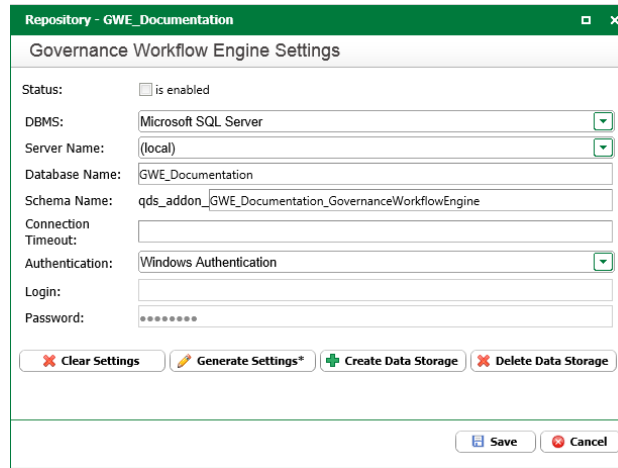 Repository - GWE_Documentation
Governance Workflow Engine Settings
Status: is enabled
DBMS: Microsoft SQL Server
Server Name: (local)
Database Name: GWE_Documentation
Schema Name: qds_addon_ GWE_Documentation_GovernanceWorkflowEngine
Connection
Timeout:
Authentication: Windows Authentication
Login:
Password: ●●●●●●●●
Clear Settings Generate Settings* Create Data Storage Delete Data Storage
Save Cancel